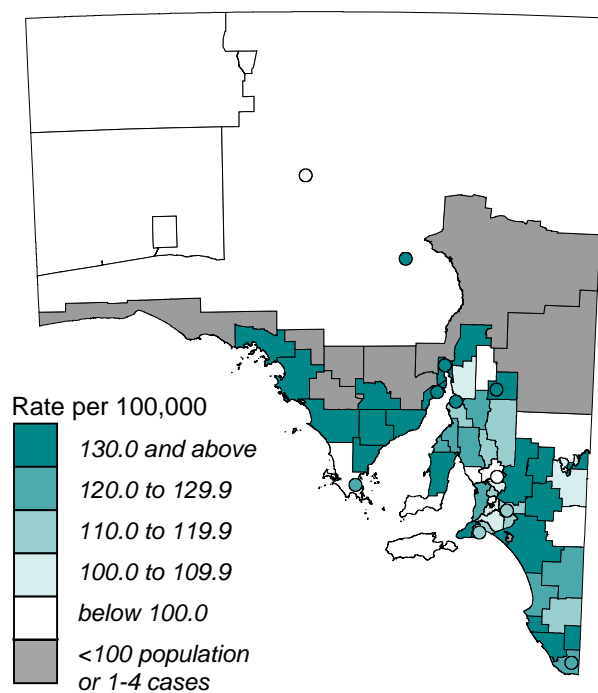 Rate per 100,000
130.0 and above
120.0 to 129.9
110.0 to 119.9
100.0 to 109.9
below 100.0
<100 population
or 1-4 cases